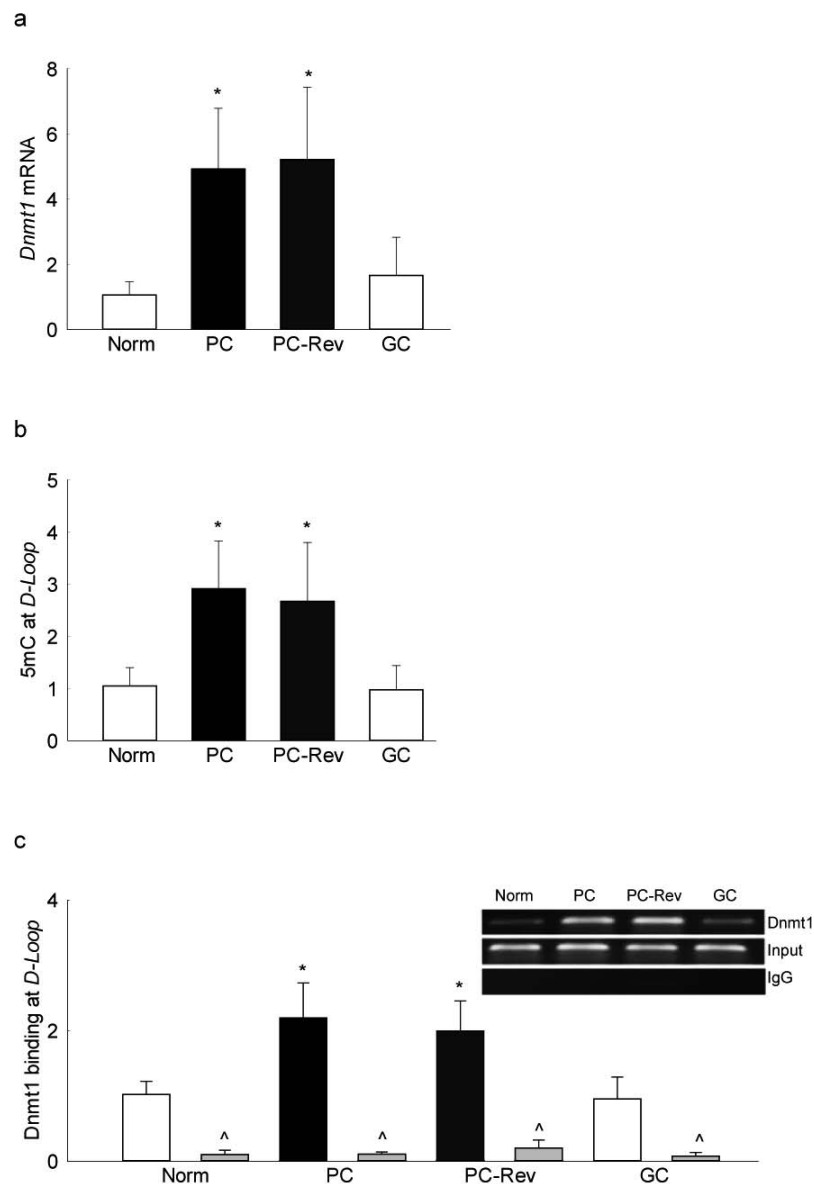 a
8
6
4
2
0
Dnmt1 mRNA
* *
Norm PC PC-Rev GC
b
5
4
3
2
1
0
5mC at D-Loop
* *
Norm PC PC-Rev GC
c
4
2
0
Dnmt1 binding at D-Loop
Norm PC PC-Rev GC
Dnmt1
Input
IgG
* *
^ ^ ^ ^
Norm PC PC-Rev GC